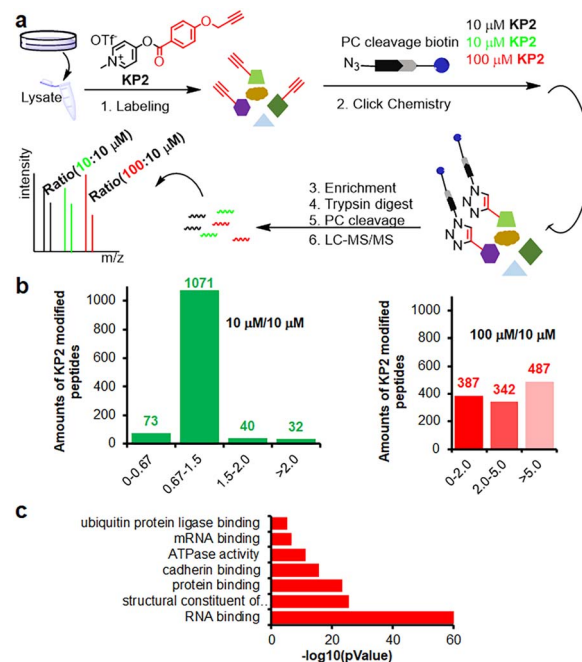 a
OTf⁻
O
O
O
N⁺
KP2
Lysate
1. Labeling
10 µM KP2
PC cleavage biotin 10 µM KP2
N₃
100 µM KP2
2. Click Chemistry
intensity
Ratio(10:10 µM)
Ratio(100:10 µM)
m/z
3. Enrichment
4. Trypsin digest
5. PC cleavage
6. LC-MS/MS
N
N
N
N
N
N
b
Amounts of KP2 modified
peptides
1000
800
600
400
200
0
10 µM/10 µM
73
1071
40
32
0-0.67
0.67-1.5
1.5-2.0
>2.0
Amounts of KP2 modified
peptides
1000
800
600
400
200
0
100 µM/10 µM
387
342
487
0-2.0
2.0-5.0
>5.0
c
ubiquitin protein ligase binding
mRNA binding
ATPase activity
cadherin binding
protein binding
structural constituent of..
RNA binding
0 20 40 60
-log10(pValue)